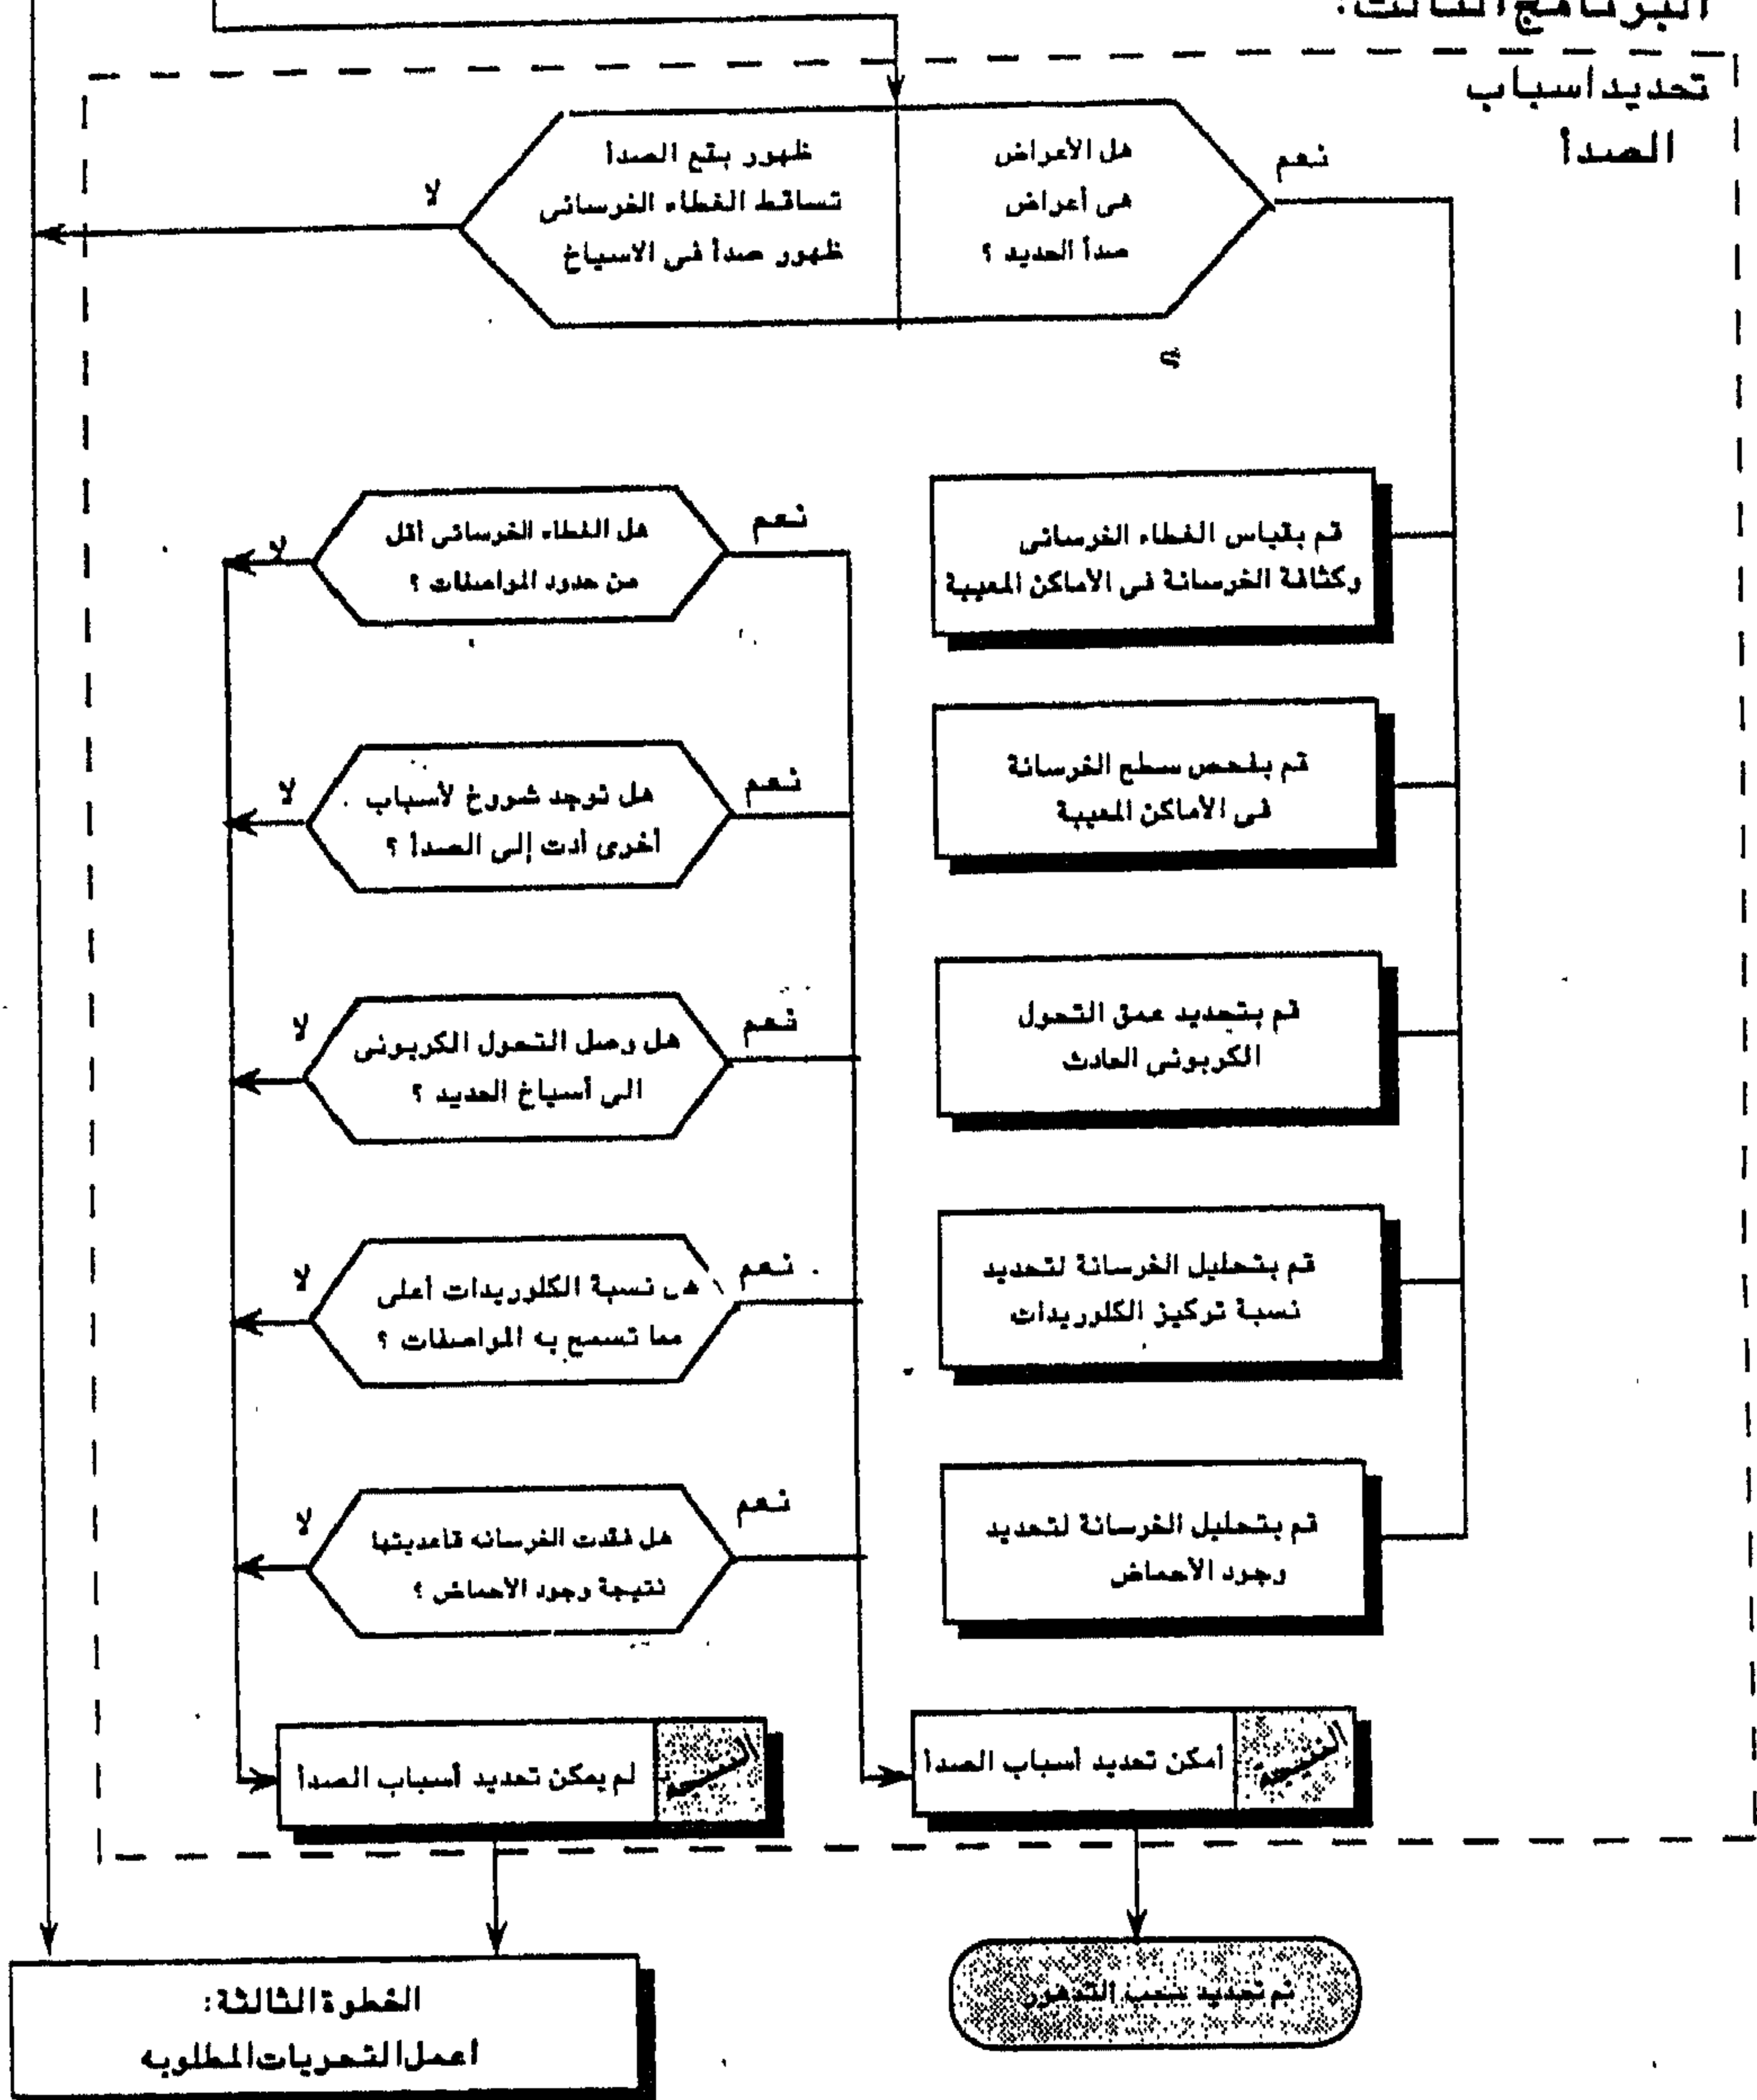 البرنامج الثالث:
تحديد اسباب
الصدأ
هل الأعراض
هى أعراض
صدأ الحديد ؟
ظهور بقع الصدأ
تساقط الغطاء الخرسانى
ظهور صدأ فى الاسياخ
نعم
لا
قم بقياس الغطاء الخرسانى
وكثافة الخرسانة فى الأماكن المعيبة
نعم
هل الغطاء الخرسانى أقل
من حدود المواصفات ؟
لا
قم بفحص سطح الخرسانة
فى الأماكن المعيبة
نعم
هل توجد شروخ لأسباب
أخرى أدت إلى الصدأ ؟
لا
قم بتحديد عمق التحول
الكربونى الحادث
نعم
هل وصل التحول الكربونى
الى أسياخ الحديد ؟
لا
قم بتحليل الخرسانة لتحديد
نسبة تركيز الكلوريدات
نعم
هل نسبة الكلوريدات أعلى
مما تسمح به المواصفات ؟
لا
قم بتحليل الخرسانة لتحديد
وجود الأحماض
نعم
هل فقدت الخرسانه قاعديتها
نتيجة وجود الأحماض ؟
لا
النتيجة
أمكن تحديد أسباب الصدأ
النتيجة
لم يمكن تحديد أسباب الصدأ
تم تحديد سبب التدهور
الخطوة الثالثة:
اعمل التحريات المطلوبه